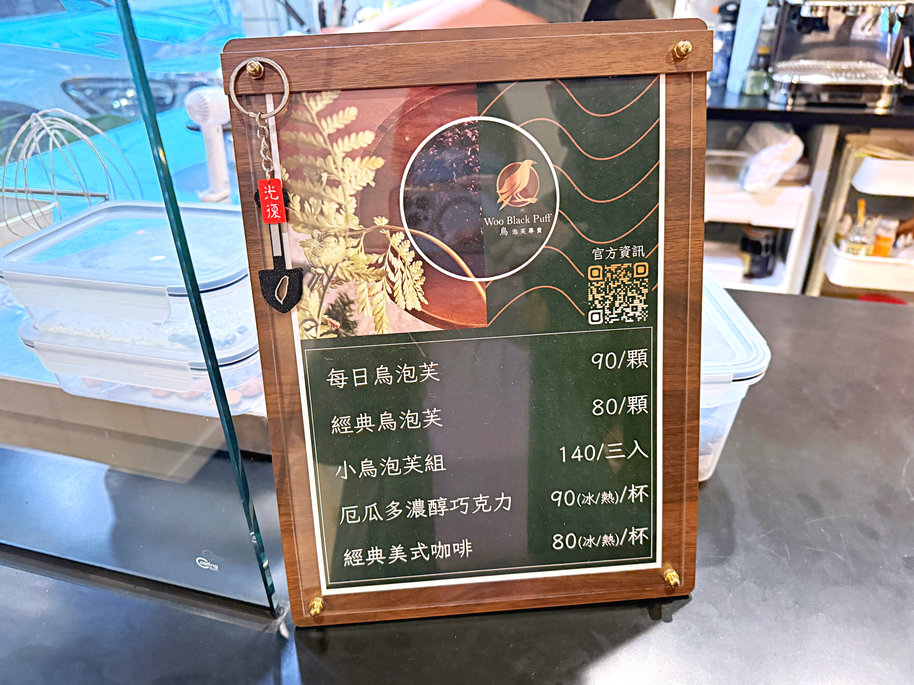 光復
Woo Black Puff
烏 泡芙專賣
官方資訊
每日烏泡芙 90/顆
經典烏泡芙 80/顆
小烏泡芙組 140/三入
厄瓜多濃醇巧克力 90(冰/熱)/杯
經典美式咖啡 80(冰/熱)/杯